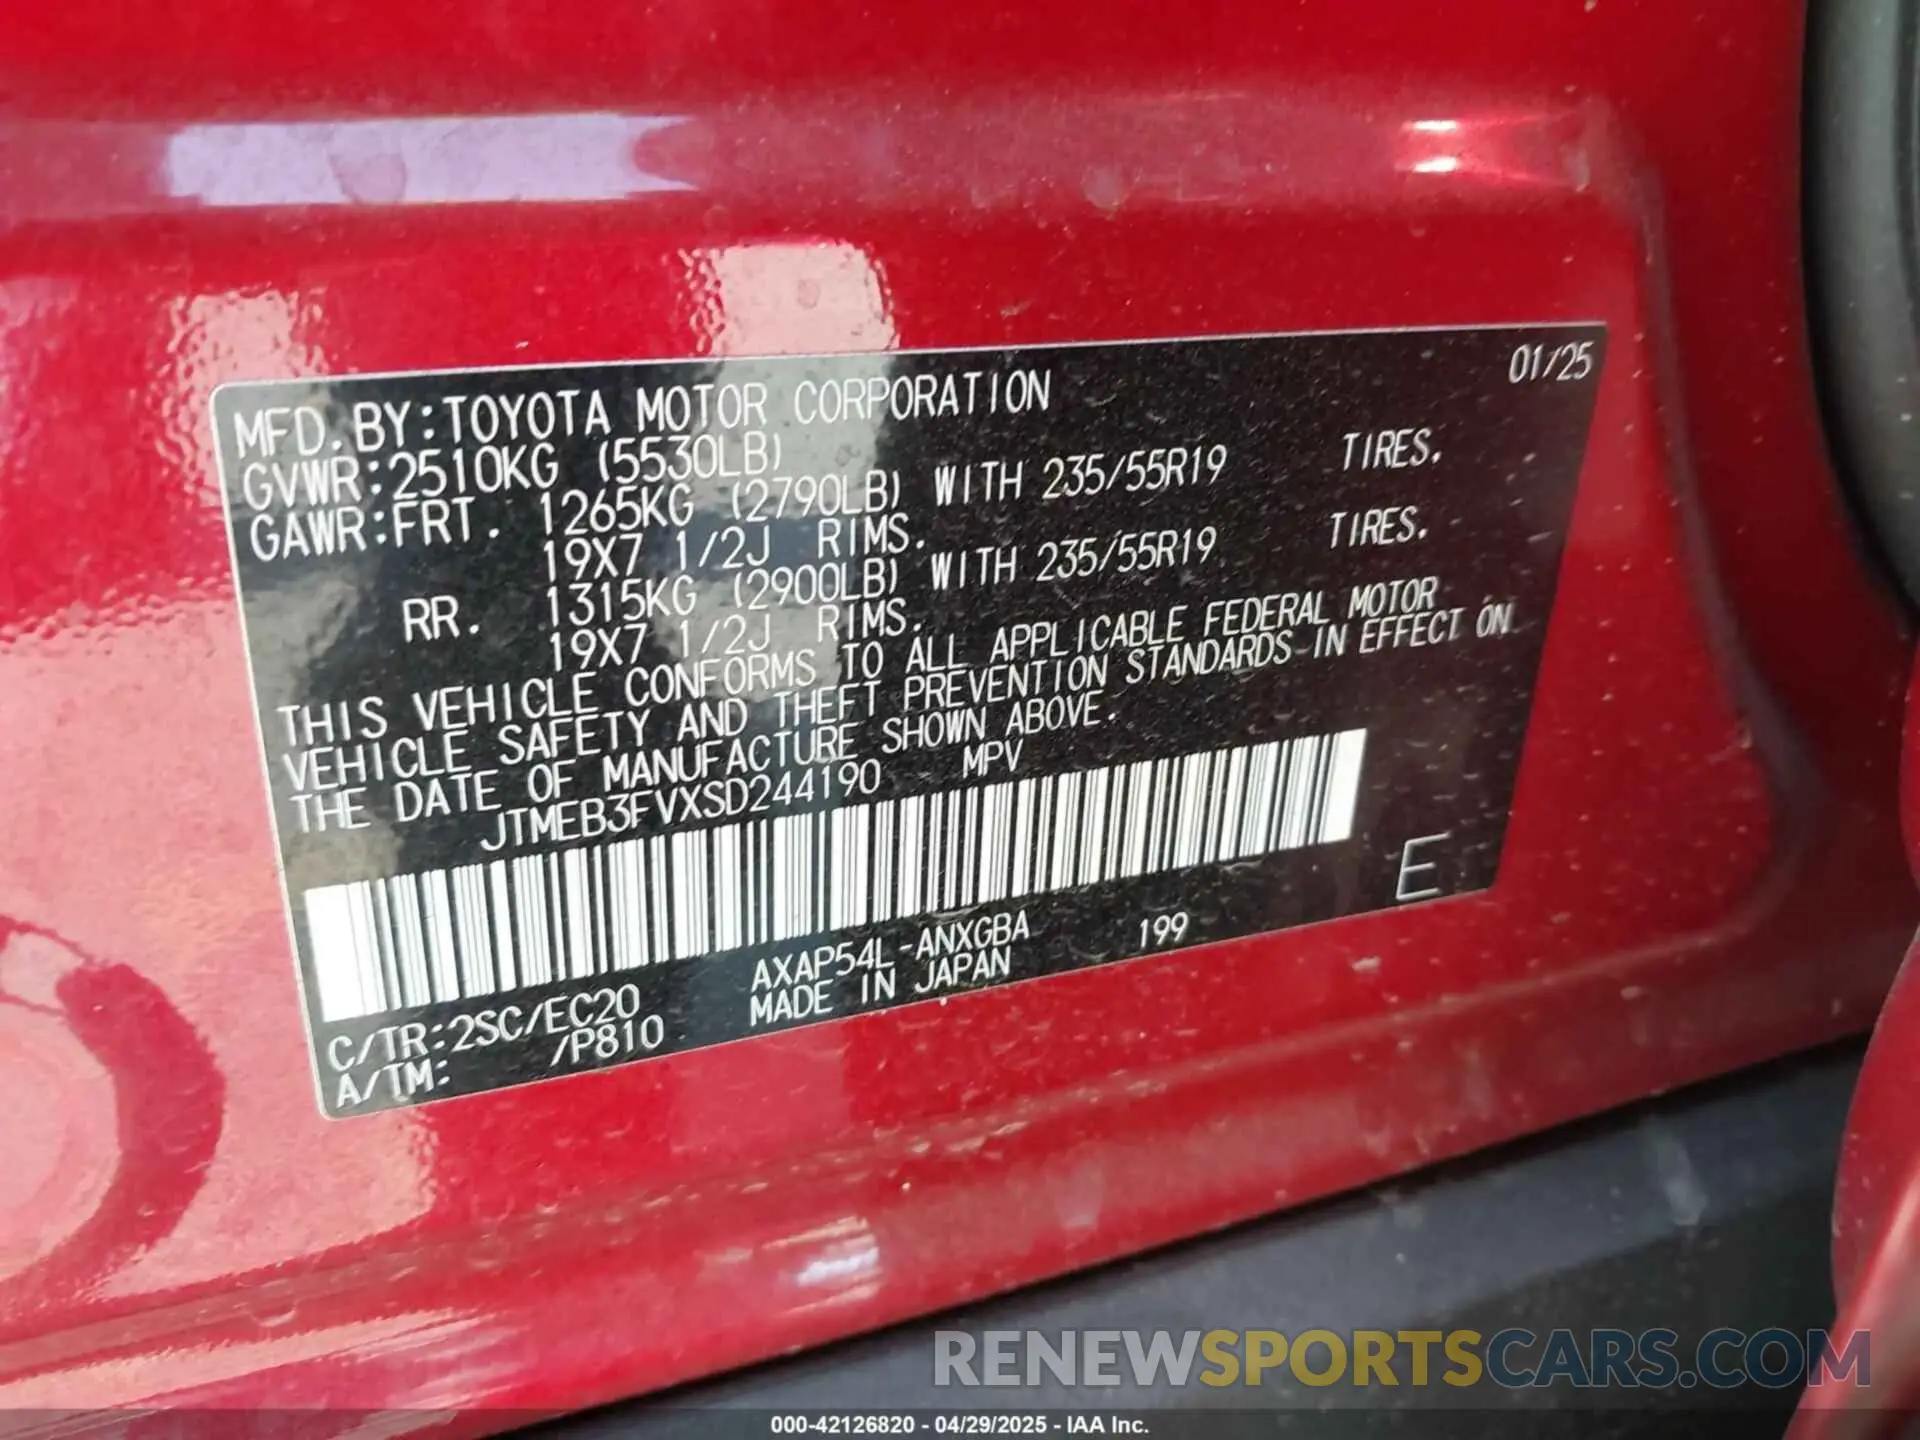 01/25
MFD.BY:TOYOTA MOTOR CORPORATION
GVWR:2510KG (5530LB)
GAWR:FRT. 1265KG (2790LB) WITH 235/55R19 TIRES.
19X7 1/2J RIMS.
RR. 1315KG (2900LB) WITH 235/55R19 TIRES.
19X7 1/2J RIMS.
THIS VEHICLE CONFORMS TO ALL APPLICABLE FEDERAL MOTOR
VEHICLE SAFETY AND THEFT PREVENTION STANDARDS IN EFFECT ON
THE DATE OF MANUFACTURE SHOWN ABOVE.
JTMEB3FVXSD244190 MPV
E
AXAP54L-ANXGBA 199
C/TR:2SC/EC20 MADE IN JAPAN
A/TM: /P810
RENEWSPORTSCARS.COM
000-42126820 - 04/29/2025 - IAA Inc.